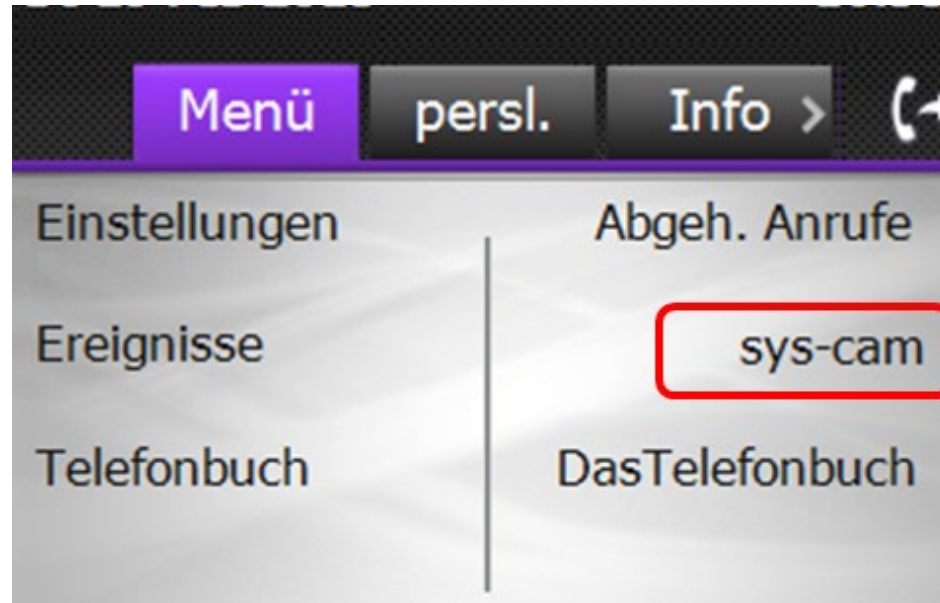 Menü persl. Info
Einstellungen
Abgeh. Anrufe
Ereignisse
sys-cam
Telefonbuch
DasTelefonbuch